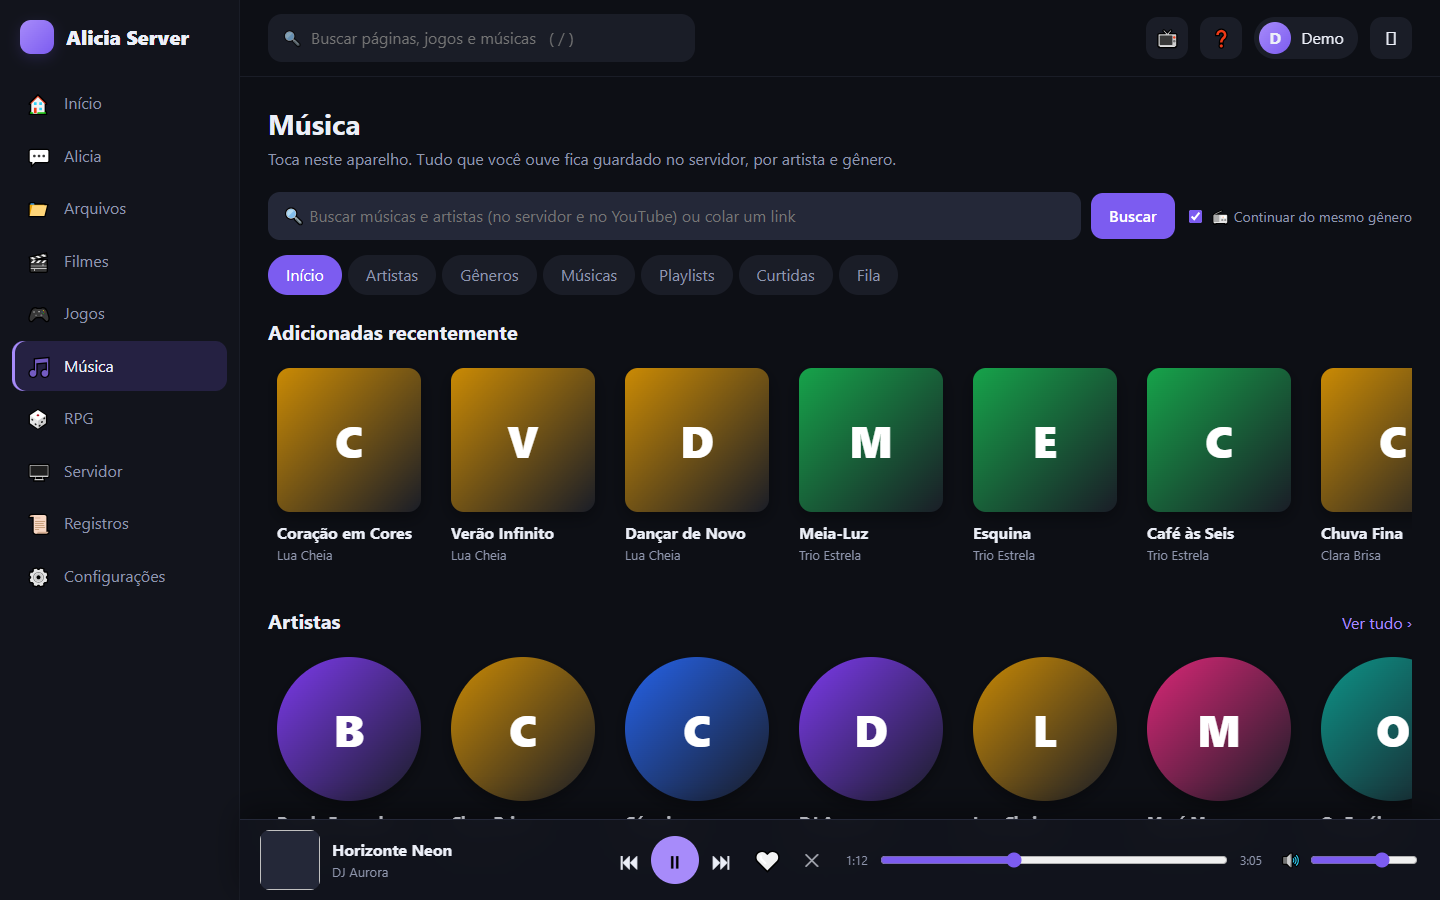 Alicia Server
Buscar páginas, jogos e músicas ( / )
D Demo
Início
Alicia
Arquivos
Filmes
Jogos
Música
RPG
Servidor
Registros
Configurações
Música
Toca neste aparelho. Tudo que você ouve fica guardado no servidor, por artista e gênero.
Buscar músicas e artistas (no servidor e no YouTube) ou colar um link
Buscar
Continuar do mesmo gênero
Início Artistas Gêneros Músicas Playlists Curtidas Fila
Adicionadas recentemente
C V D M E C C
Coração em Cores Verão Infinito Dançar de Novo Meia-Luz Esquina Café às Seis Chuva Fina
Lua Cheia Lua Cheia Lua Cheia Trio Estrela Trio Estrela Trio Estrela Clara Brisa
Artistas
Ver tudo ›
B C C D L M O
Horizonte Neon
DJ Aurora
1:12
3:05